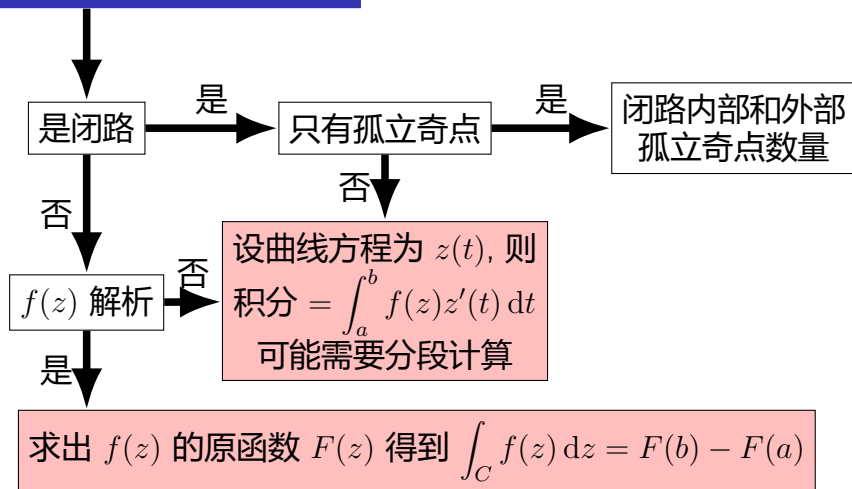 是闭路
是
只有孤立奇点
是
闭路内部和外部
孤立奇点数量
否
否
f(z) 解析
否
设曲线方程为 z(t), 则
积分 = ∫_a^b f(z)z′(t) dt
可能需要分段计算
是
求出 f(z) 的原函数 F(z) 得到 ∫_C f(z) dz = F(b) − F(a)